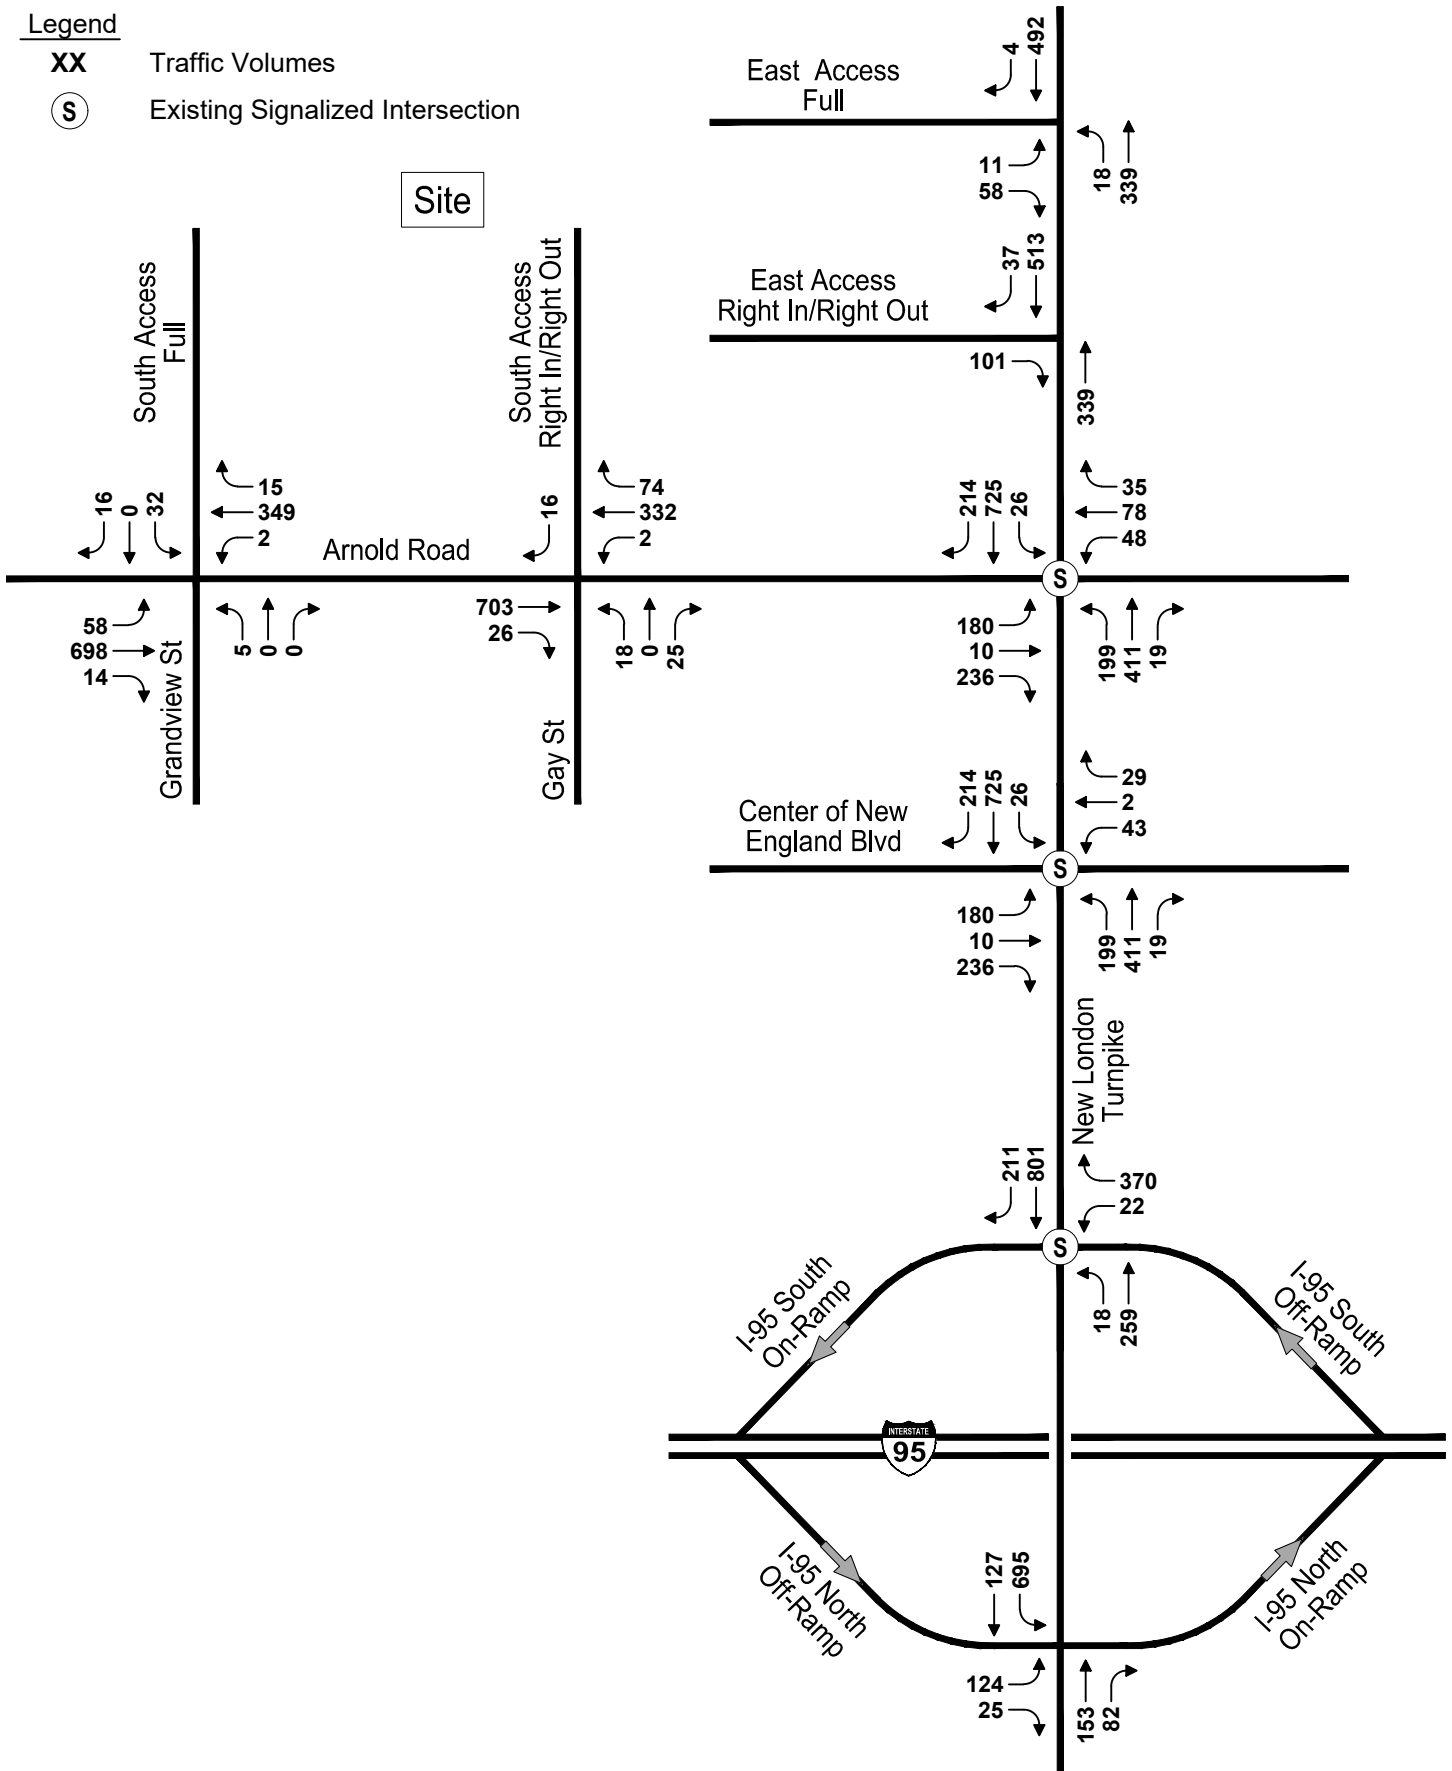 Legend
XX Traffic Volumes
S Existing Signalized Intersection
4
492
East Access
Full
11
58
18
339
Site
37
513
East Access
Right In/Right Out
101
339
South Access
Full
South Access
Right In/Right Out
16
0
32
15
349
2
Arnold Road
16
74
332
2
214
725
26
35
78
48
S
58
698
14
5
0
0
703
26
18
0
25
180
10
236
199
411
19
Grandview St
Gay St
Center of New
England Blvd
214
725
26
29
2
43
S
180
10
236
199
411
19
New London
Turnpike
211
801
370
22
S
18
259
I-95 South
On-Ramp
I-95 South
Off-Ramp
INTERSTATE
95
I-95 North
Off-Ramp
I-95 North
On-Ramp
127
695
124
25
153
82